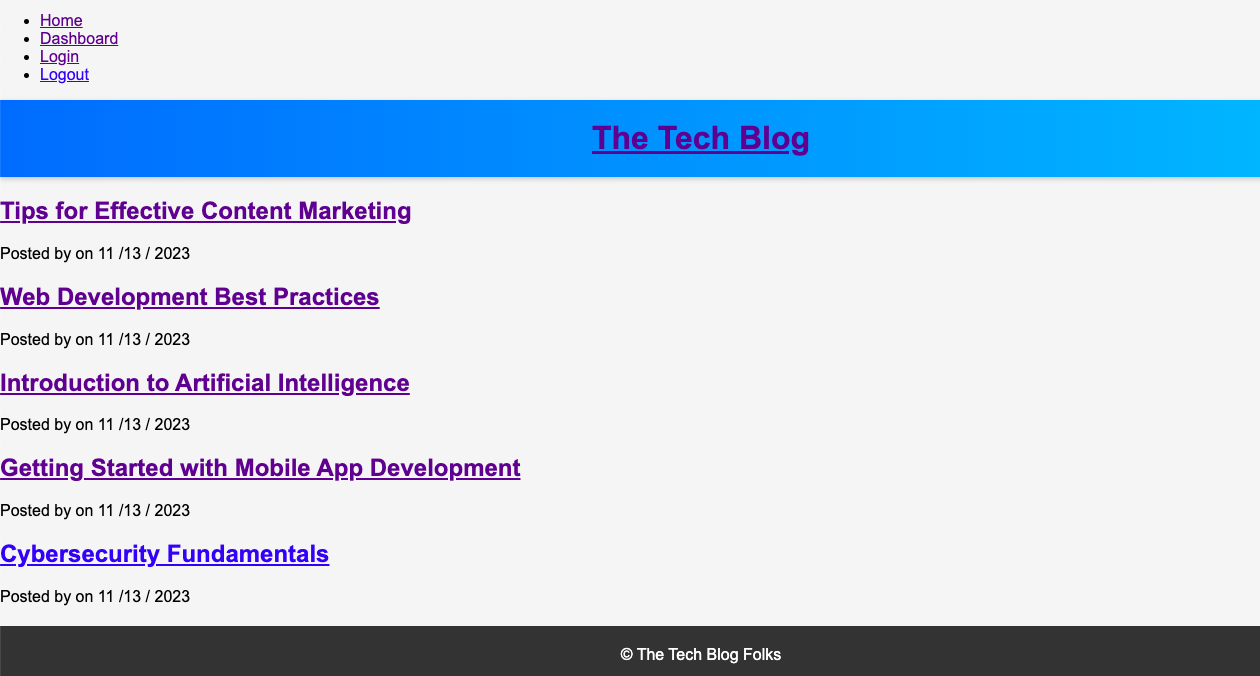 Home
Dashboard
Login
Logout
The Tech Blog
Tips for Effective Content Marketing
Posted by on 11 /13 / 2023
Web Development Best Practices
Posted by on 11 /13 / 2023
Introduction to Artificial Intelligence
Posted by on 11 /13 / 2023
Getting Started with Mobile App Development
Posted by on 11 /13 / 2023
Cybersecurity Fundamentals
Posted by on 11 /13 / 2023
© The Tech Blog Folks